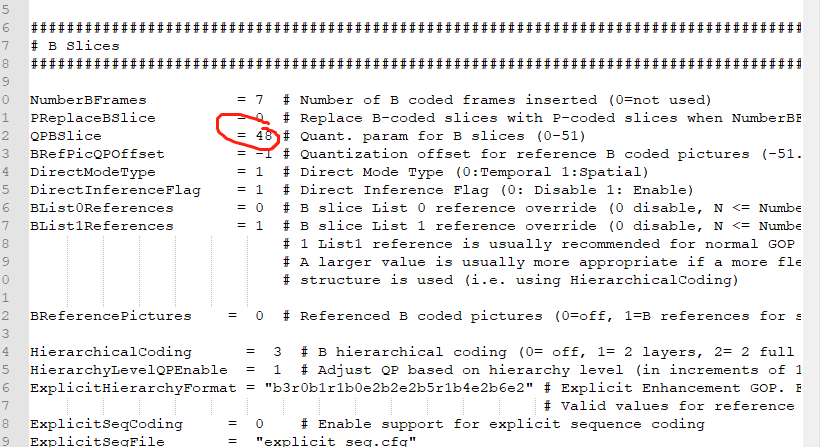 5
6 ################################################################################
7 # B Slices
8 ################################################################################
9
0 NumberBFrames = 7 # Number of B coded frames inserted (0=not used)
1 PReplaceBSlice = 0 # Replace B-coded slices with P-coded slices when NumberBF
2 QPBSlice = 48 # Quant. param for B slices (0-51)
3 BRefPicQPOffset = -1 # Quantization offset for reference B coded pictures (-51.
4 DirectModeType = 1 # Direct Mode Type (0:Temporal 1:Spatial)
5 DirectInferenceFlag = 1 # Direct Inference Flag (0: Disable 1: Enable)
6 BList0References = 0 # B slice List 0 reference override (0 disable, N <= Numbe
7 BList1References = 1 # B slice List 1 reference override (0 disable, N <= Numbe
8 # 1 List1 reference is usually recommended for normal GOP
9 # A larger value is usually more appropriate if a more fle
0 # structure is used (i.e. using HierarchicalCoding)
1
2 BReferencePictures = 0 # Referenced B coded pictures (0=off, 1=B references for s
3
4 HierarchicalCoding = 3 # B hierarchical coding (0= off, 1= 2 layers, 2= 2 full
5 HierarchyLevelQPEnable = 1 # Adjust QP based on hierarchy level (in increments of 1
6 ExplicitHierarchyFormat = "b3r0b1r1b0e2b2e2b5r1b4e2b6e2" # Explicit Enhancement GOP. F
7 # Valid values for reference
8 ExplicitSeqCoding = 0 # Enable support for explicit sequence coding
9 ExplicitSeqFile = "explicit_seq.cfg"